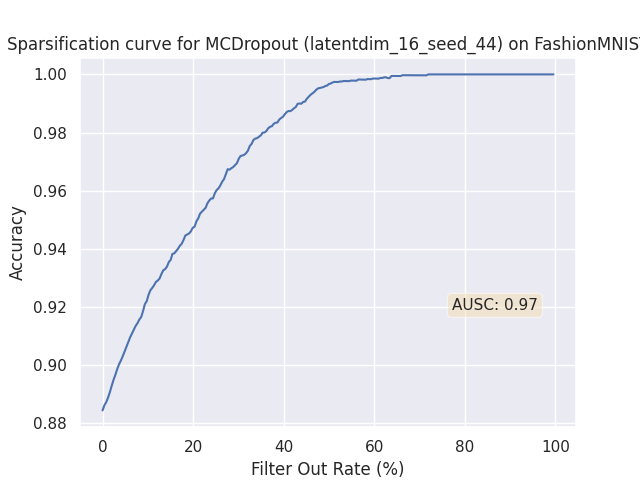 Sparsification curve for MCDropout (latentdim_16_seed_44) on FashionMNIS
1.00
0.98
0.96
0.94
0.92
0.90
0.88
Accuracy
AUSC: 0.97
0 20 40 60 80 100
Filter Out Rate (%)